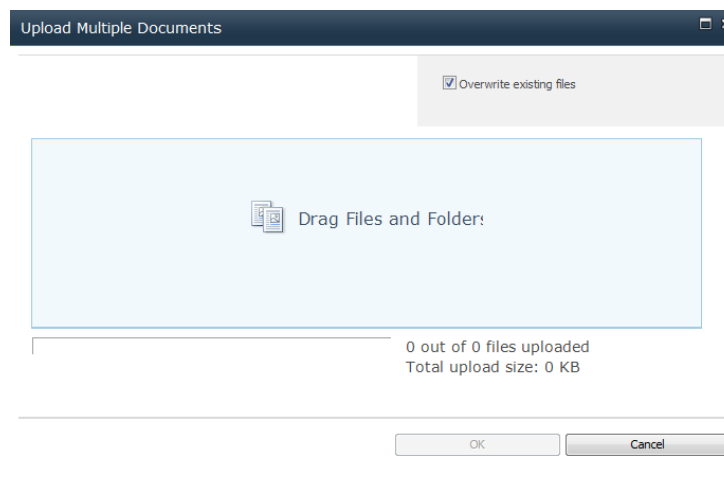 Upload Multiple Documents
Overwrite existing files
Drag Files and Folders
0 out of 0 files uploaded
Total upload size: 0 KB
OK
Cancel